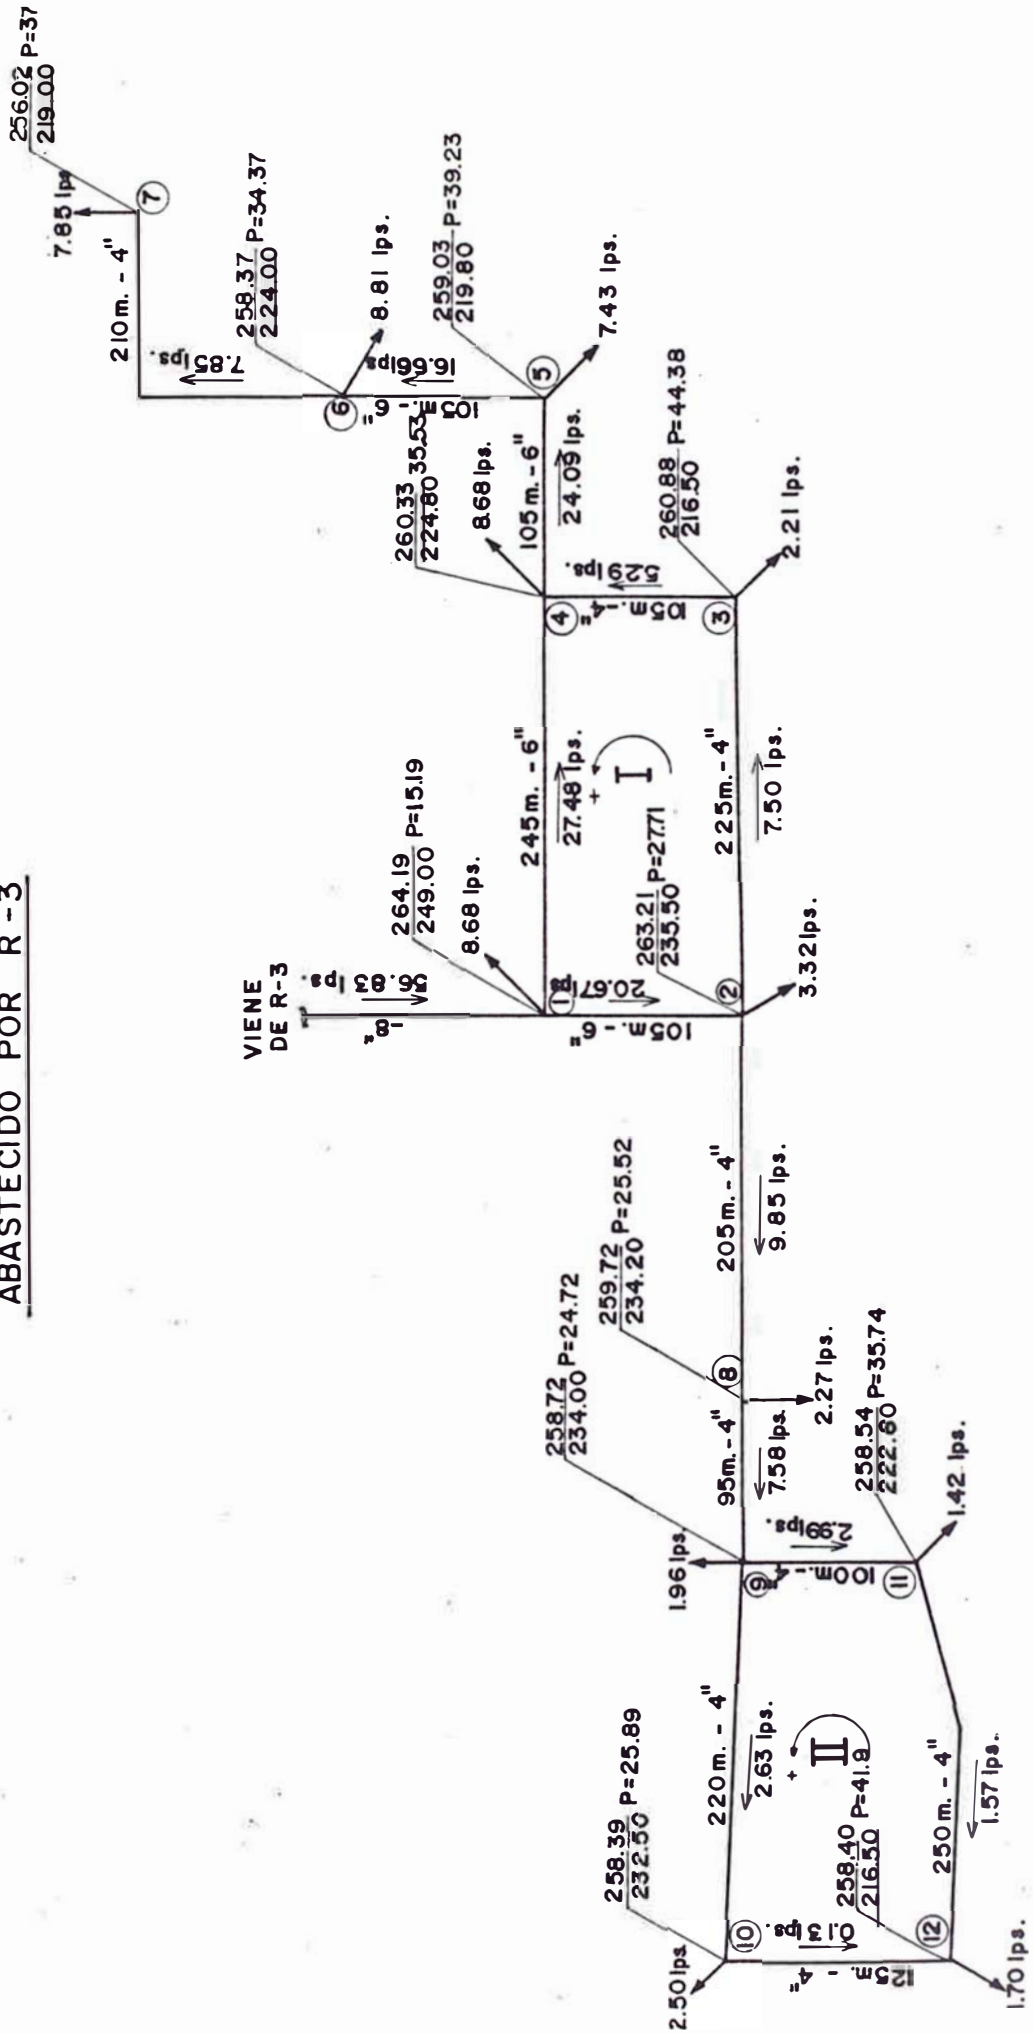 ABASTECIDO POR R-3
VIENE
DE R-3
-8"
56.83
lps.
264.19 P=15.19
249.00
8.68 lps.
1
105m.-6"
20.67 lps
245m. -6"
27.48 lps.
+
I
263.21 P=27.71
235.50
2
3.32 lps.
225m.-4"
7.50 lps.
260.33 35.53
224.80
8.68 lps.
4
105m.-4"
5.29 lps.
260.88 P=44.38
216.50
3
2.21 lps.
105m.-6"
24.09 lps.
259.03 P=39.23
219.80
5
7.43 lps.
105m.-6"
16.66 lps
258.37 P=34.37
224.00
6
8.81 lps.
7.85
lps.
210m.-4"
256.02 P=37
219.00
7.85 lps
7
205m.-4"
9.85 lps.
259.72 P=25.52
234.20
8
2.27 lps.
95m.-4"
7.58 lps.
258.72 P=24.72
234.00
1.96 lps.
9
100m.-4"
2.99 lps.
258.54 P=35.74
222.80
11
1.42 lps.
220m. -4"
2.63 lps.
+
II
258.39 P=25.89
232.50
10
2.50 lps.
125m. -4"
0.13 lps.
258.40 P=41.9
216.50
12
1.70 lps.
250m.-4"
1.57 lps.